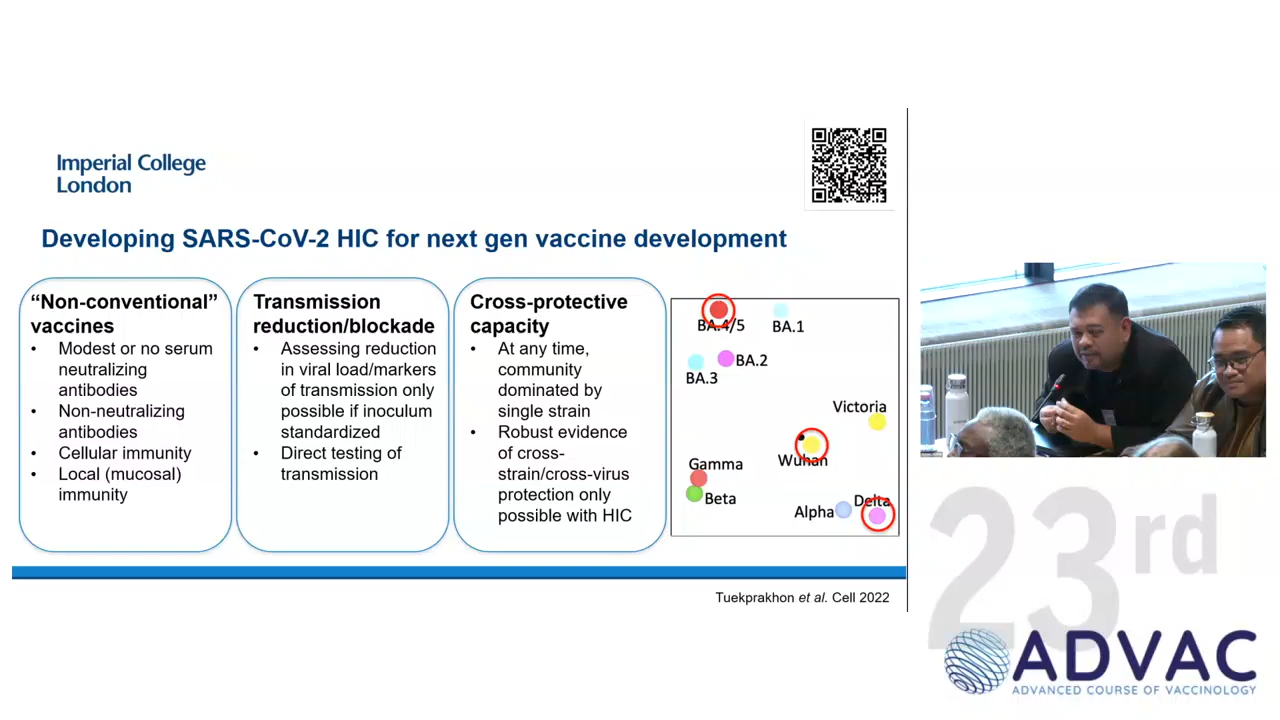 Imperial College
London
Developing SARS-CoV-2 HIC for next gen vaccine development
“Non-conventional”
vaccines
• Modest or no serum
neutralizing
antibodies
• Non-neutralizing
antibodies
• Cellular immunity
• Local (mucosal)
immunity
Transmission
reduction/blockade
• Assessing reduction
in viral load/markers
of transmission only
possible if inoculum
standardized
• Direct testing of
transmission
Cross-protective
capacity
• At any time,
community
dominated by
single strain
• Robust evidence
of cross-
strain/cross-virus
protection only
possible with HIC
BA.4/5
BA.1
BA.2
BA.3
Victoria
Wuhan
Gamma
Beta
Alpha
Delta
Tuekprakhon et al. Cell 2022
23rd
ADVAC
ADVANCED COURSE OF VACCINOLOGY